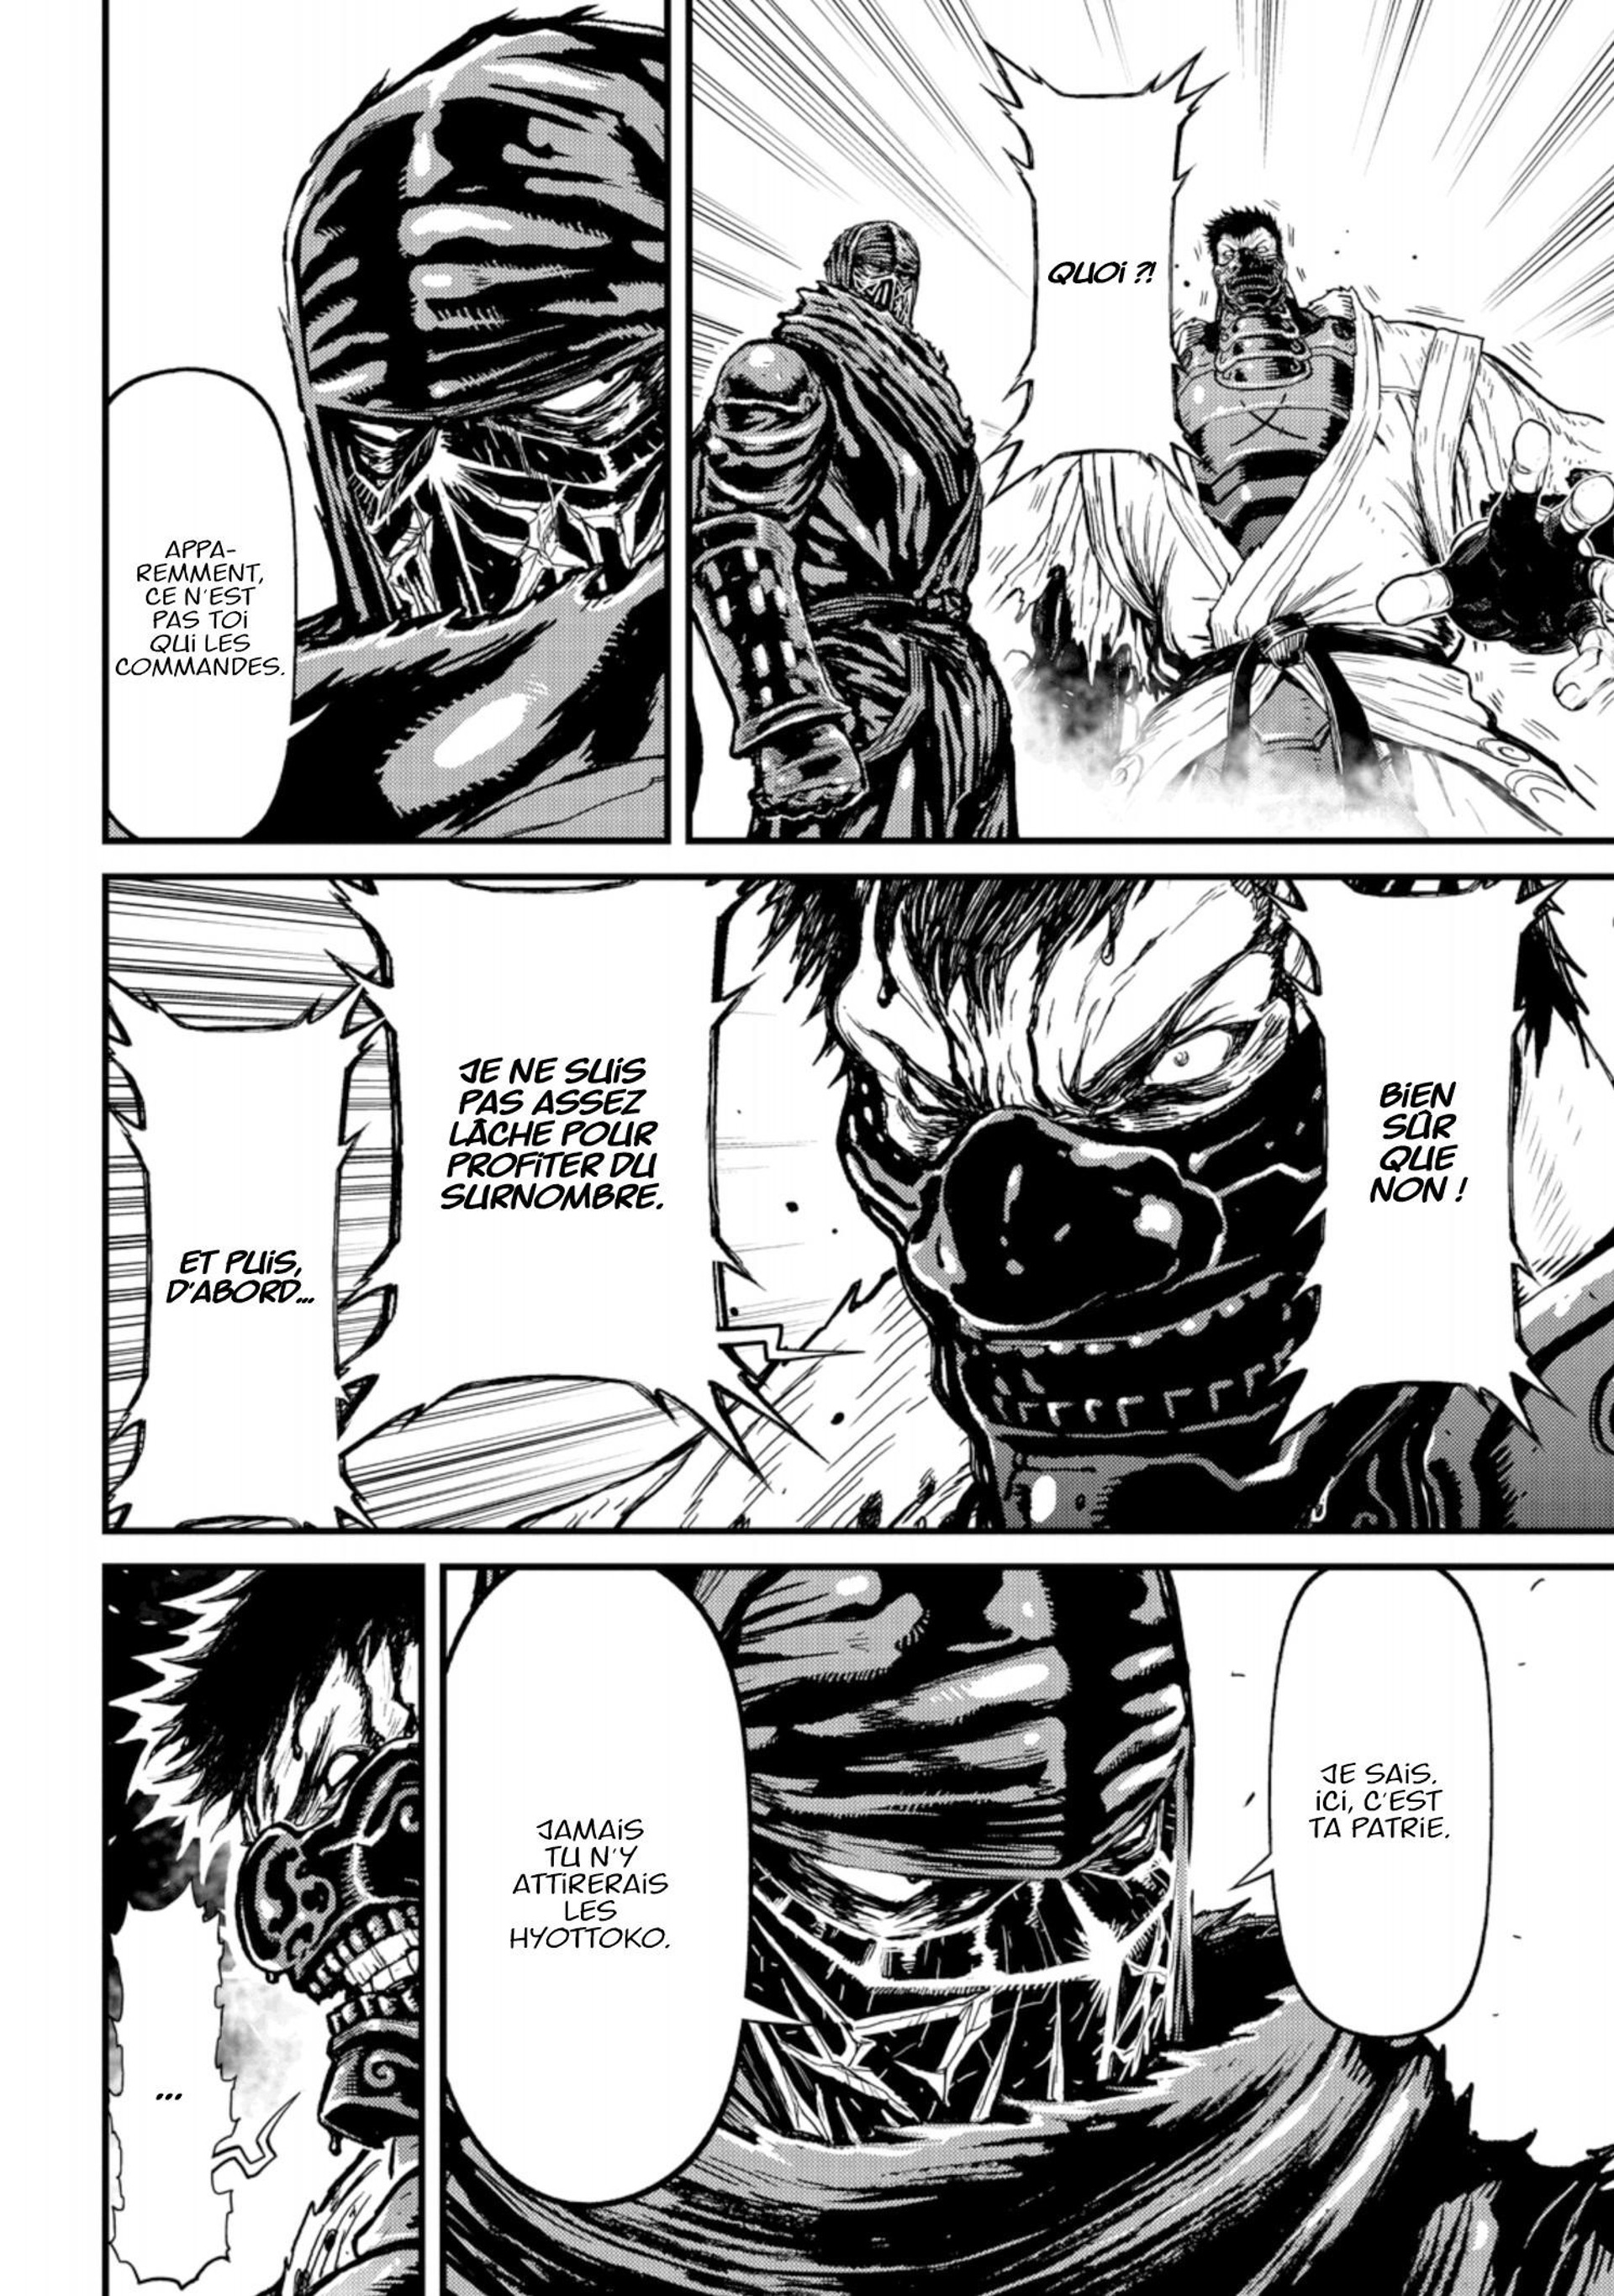 QUOI ?!
APPA-
REMMENT,
CE N'EST
PAS TOI
QUI LES
COMMANDES.
BIEN
SÛR
QUE
NON !
JE NE SUIS
PAS ASSEZ
LÂCHE POUR
PROFITER DU
SURNOMBRE.
ET PUIS,
D'ABORD...
JE SAIS.
ICI, C'EST
TA PATRIE.
JAMAIS
TU N'Y
ATTIRERAIS
LES
HYOTTOKO.
...